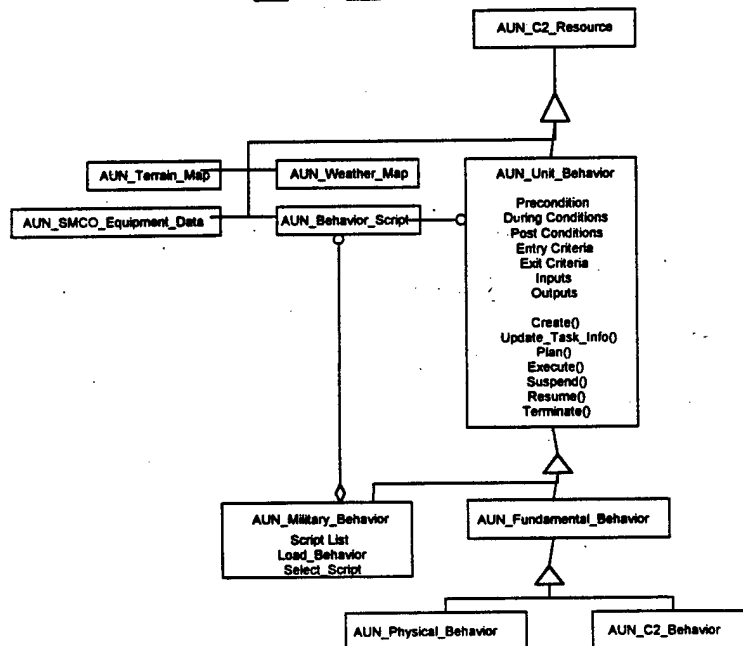 AUN_C2_Resource
AUN_Terrain_Map
AUN_Weather_Map
AUN_SMCO_Equipment_Data
AUN_Behavior_Script
AUN_Unit_Behavior
Precondition
During Conditions
Post Conditions
Entry Criteria
Exit Criteria
Inputs
Outputs
Create()
Update_Task_Info()
Plan()
Execute()
Suspend()
Resume()
Terminate()
AUN_Military_Behavior
Script List
Load_Behavior
Select_Script
AUN_Fundamental_Behavior
AUN_Physical_Behavior
AUN_C2_Behavior